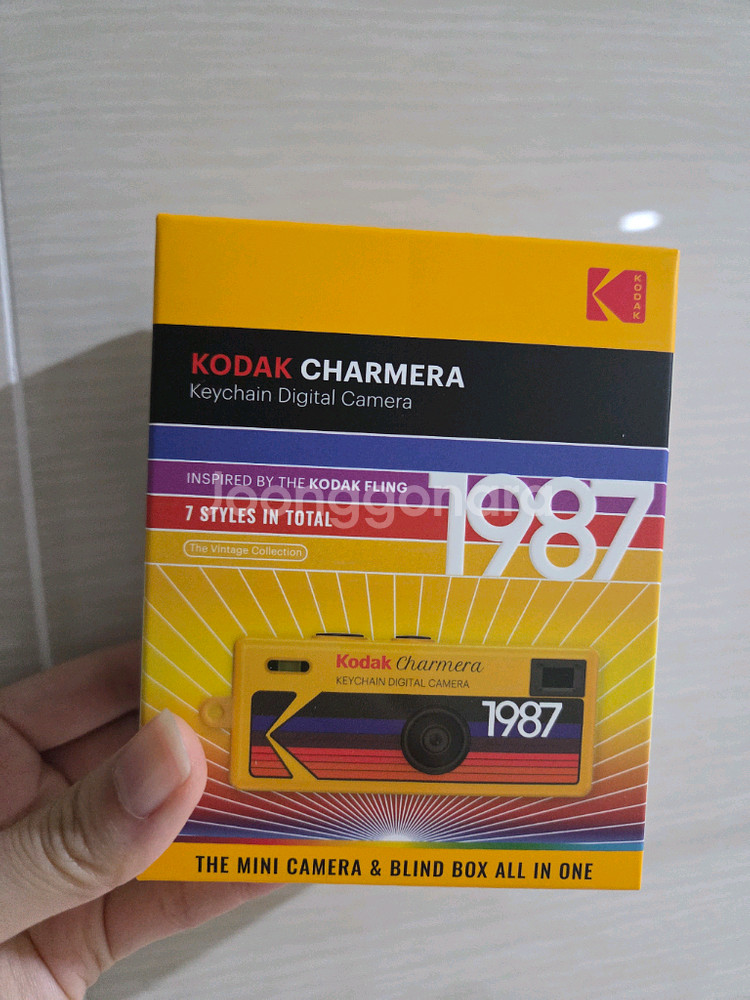 KODAK
KODAK CHARMERA
Keychain Digital Camera
INSPIRED BY THE KODAK FLING
1987
7 STYLES IN TOTAL
joonggonara
The Vintage Collection
Kodak Charmera
KEYCHAIN DIGITAL CAMERA
1987
THE MINI CAMERA & BLIND BOX ALL IN ONE